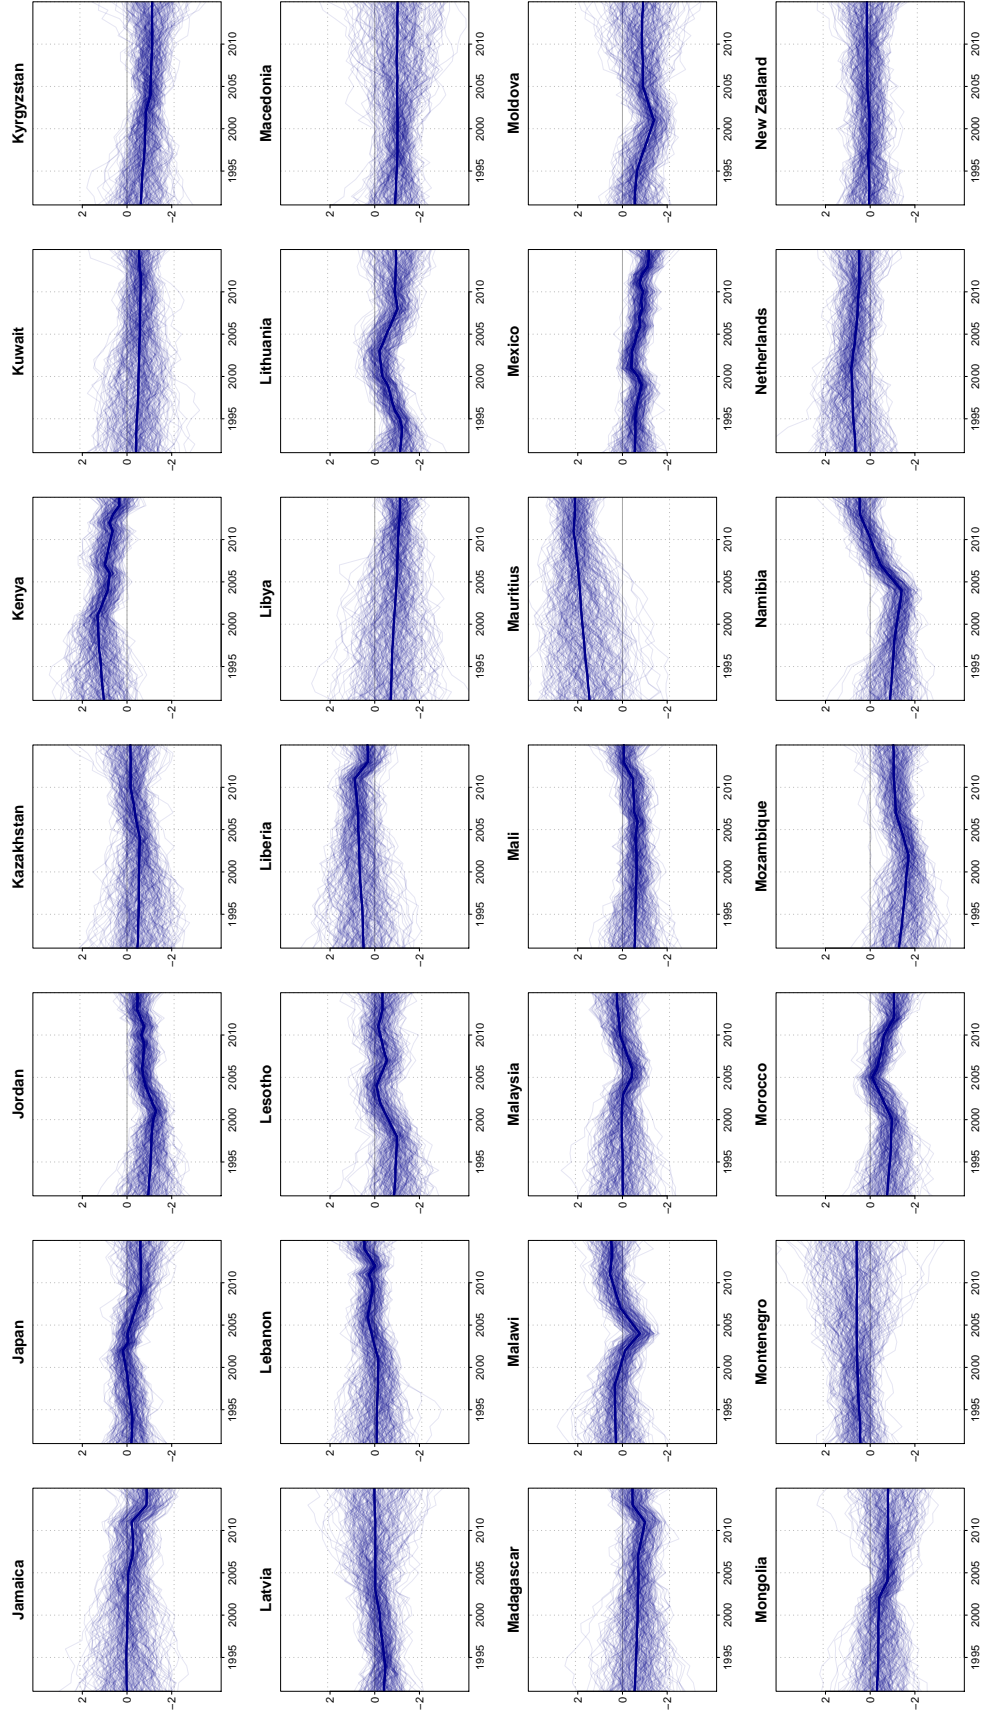 Jamaica Japan Jordan Kazakhstan Kenya Kuwait Kyrgyzstan
2 2 2 2 2 2 2
0 0 0 0 0 0 0
−2 −2 −2 −2 −2 −2 −2
1995 2000 2005 2010 1995 2000 2005 2010 1995 2000 2005 2010 1995 2000 2005 2010 1995 2000 2005 2010 1995 2000 2005 2010 1995 2000 2005 2010
Latvia Lebanon Lesotho Liberia Libya Lithuania Macedonia
2 2 2 2 2 2 2
0 0 0 0 0 0 0
−2 −2 −2 −2 −2 −2 −2
1995 2000 2005 2010 1995 2000 2005 2010 1995 2000 2005 2010 1995 2000 2005 2010 1995 2000 2005 2010 1995 2000 2005 2010 1995 2000 2005 2010
Madagascar Malawi Malaysia Mali Mauritius Mexico Moldova
2 2 2 2 2 2 2
0 0 0 0 0 0 0
−2 −2 −2 −2 −2 −2 −2
1995 2000 2005 2010 1995 2000 2005 2010 1995 2000 2005 2010 1995 2000 2005 2010 1995 2000 2005 2010 1995 2000 2005 2010 1995 2000 2005 2010
Mongolia Montenegro Morocco Mozambique Namibia Netherlands New Zealand
2 2 2 2 2 2 2
0 0 0 0 0 0 0
−2 −2 −2 −2 −2 −2 −2
1995 2000 2005 2010 1995 2000 2005 2010 1995 2000 2005 2010 1995 2000 2005 2010 1995 2000 2005 2010 1995 2000 2005 2010 1995 2000 2005 2010